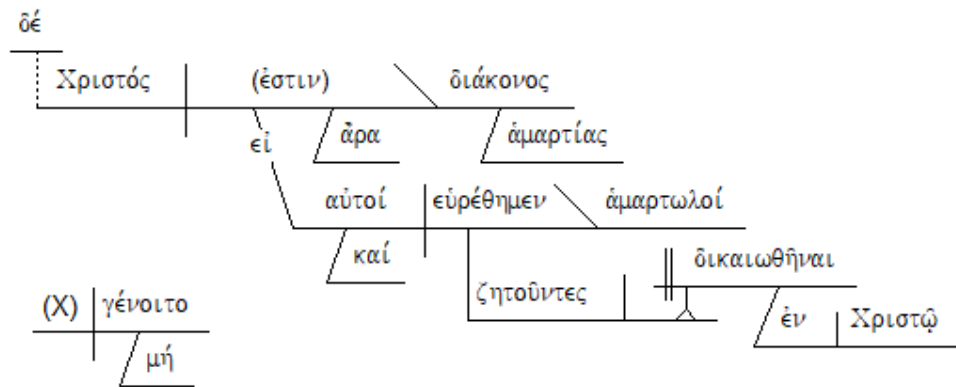 δέ
Χριστός (ἐστιν) διάκονος
εἰ ἆρα ἁμαρτίας
αὐτοί εὑρέθημεν ἁμαρτωλοί
καί δικαιωθῆναι
ζητοῦντες
(X) γένοιτο ἐν Χριστῷ
μή